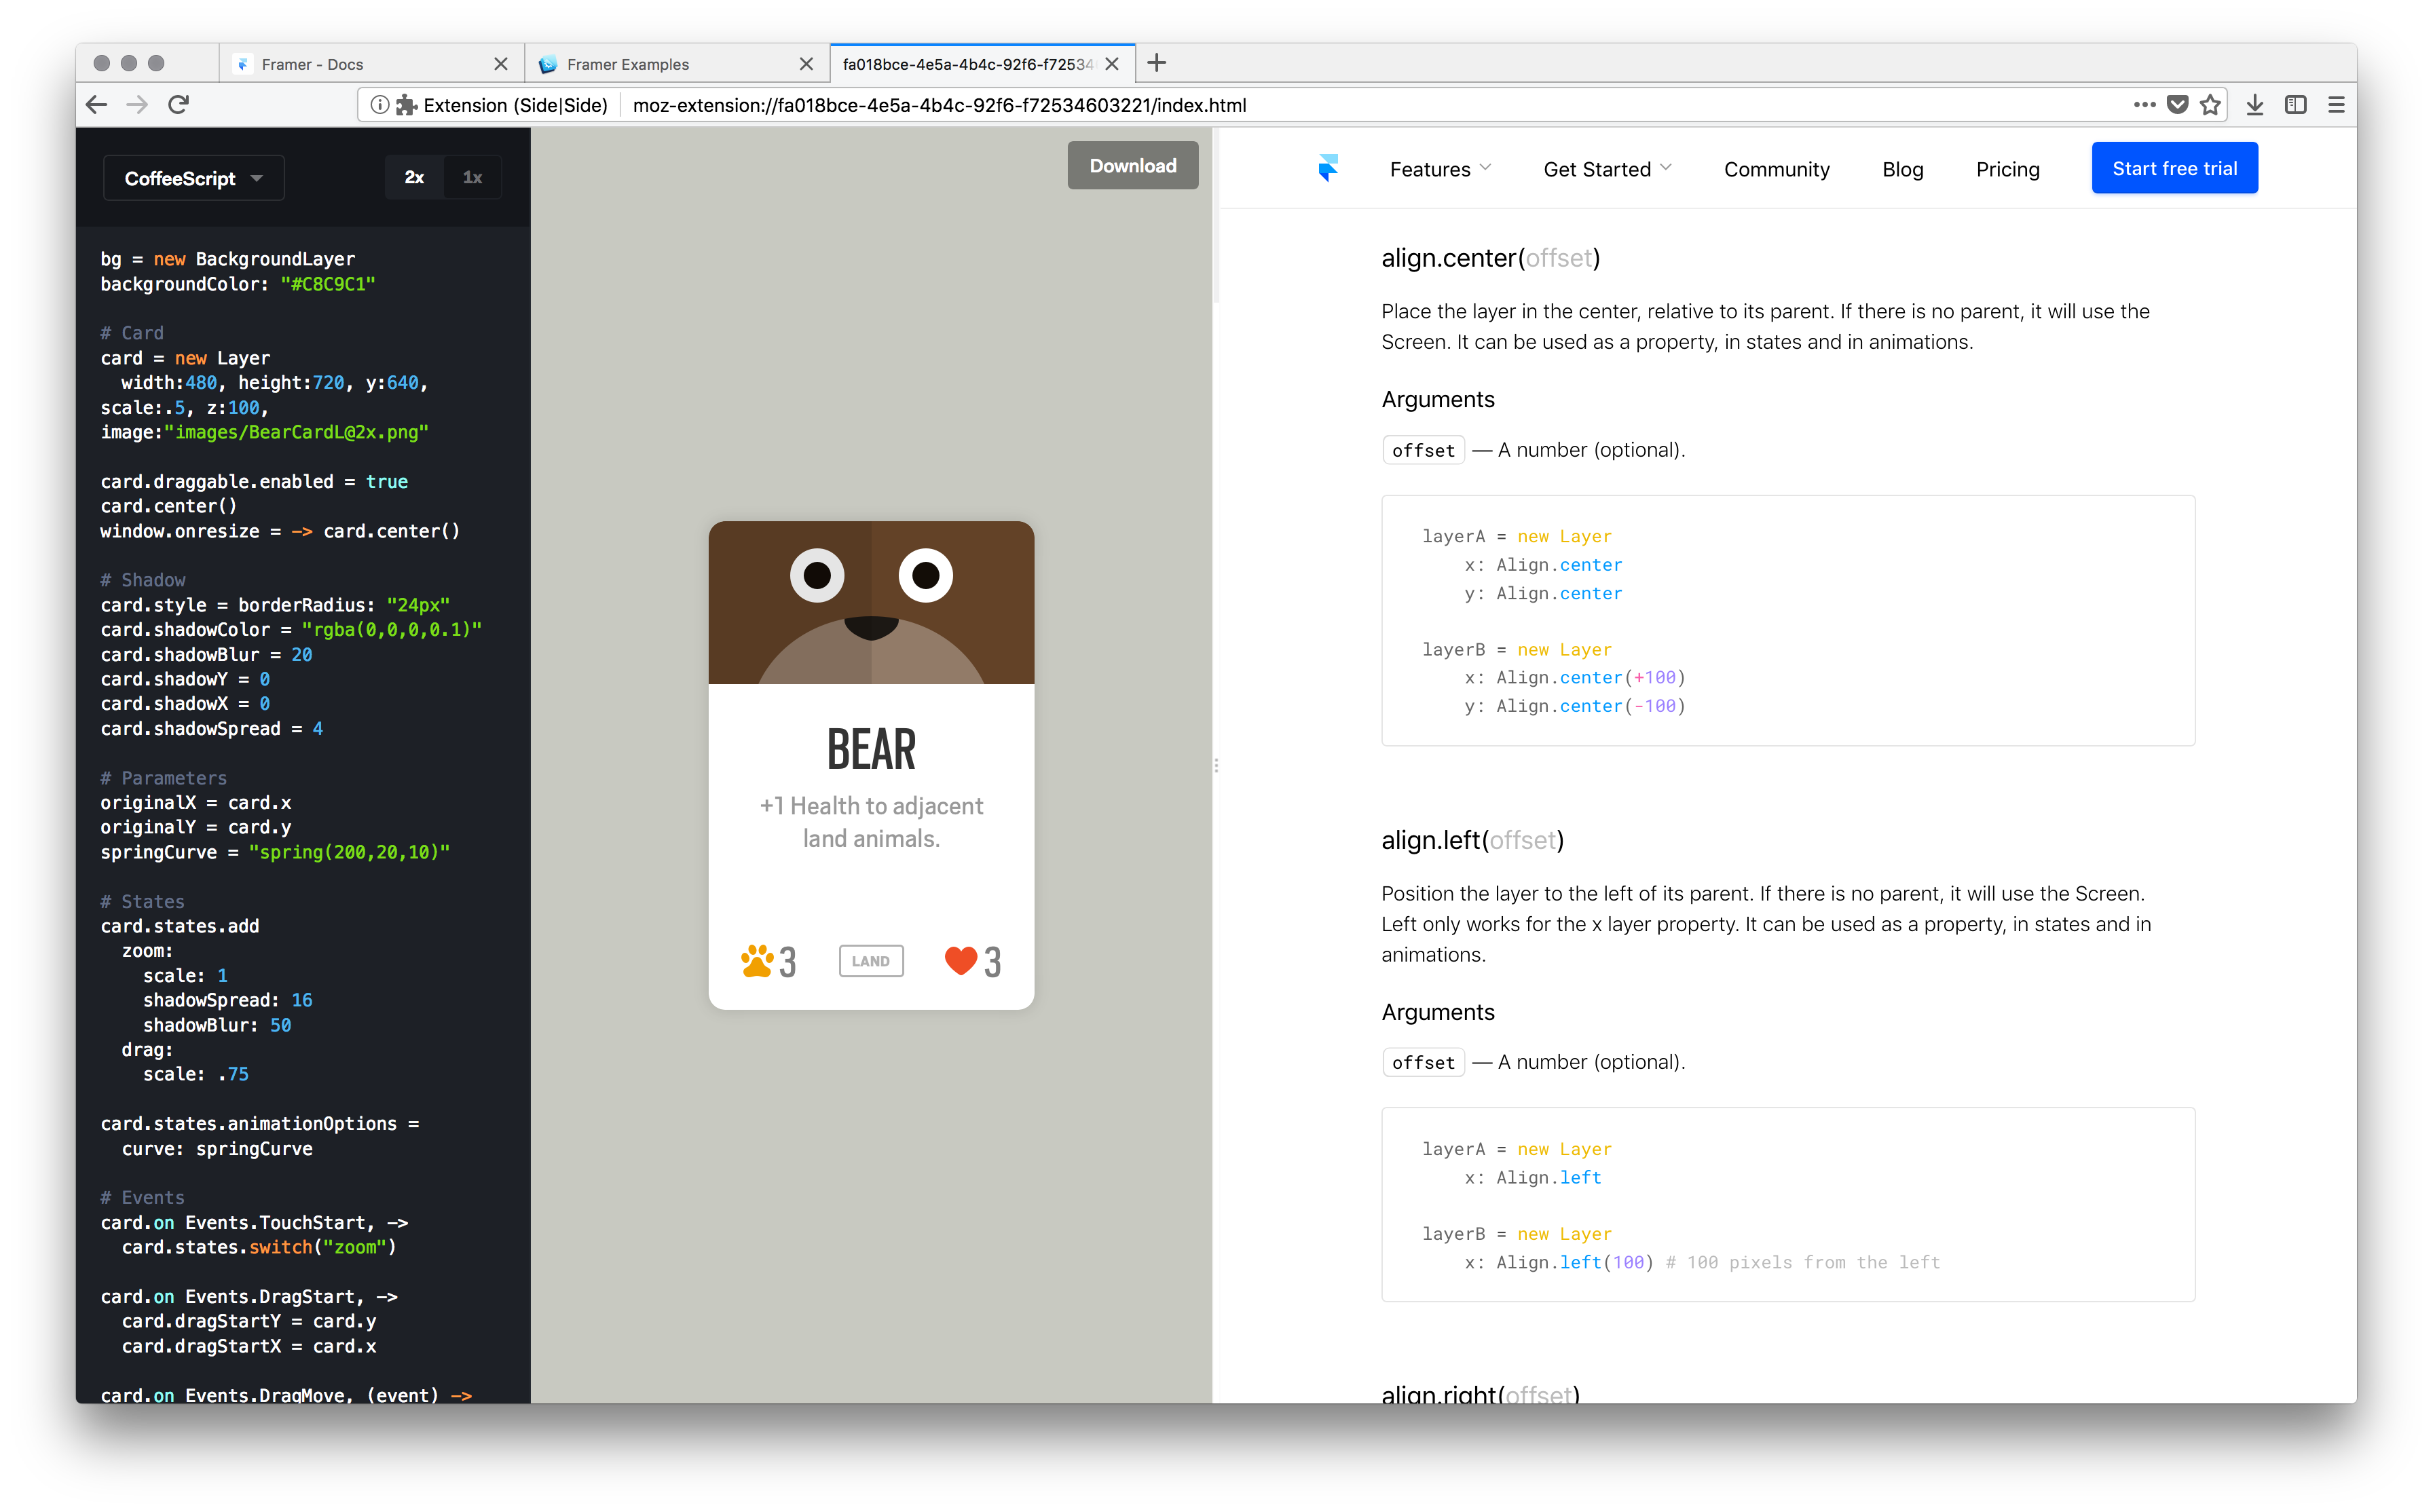 Framer - Docs
Framer Examples
fa018bce-4e5a-4b4c-92f6-f72534
Extension (Side|Side)
moz-extension://fa018bce-4e5a-4b4c-92f6-f72534603221/index.html
CoffeeScript
2x
1x
bg = new BackgroundLayer
backgroundColor: "#C8C9C1"
# Card
card = new Layer
  width:480, height:720, y:640,
scale:.5, z:100,
image:"images/BearCardL@2x.png"
card.draggable.enabled = true
card.center()
window.onresize = -> card.center()
# Shadow
card.style = borderRadius: "24px"
card.shadowColor = "rgba(0,0,0,0.1)"
card.shadowBlur = 20
card.shadowY = 0
card.shadowX = 0
card.shadowSpread = 4
# Parameters
originalX = card.x
originalY = card.y
springCurve = "spring(200,20,10)"
# States
card.states.add
  zoom:
    scale: 1
    shadowSpread: 16
    shadowBlur: 50
  drag:
    scale: .75
card.states.animationOptions =
  curve: springCurve
# Events
card.on Events.TouchStart, ->
  card.states.switch("zoom")
card.on Events.DragStart, ->
  card.dragStartY = card.y
  card.dragStartX = card.x
card.on Events.DragMove, (event) ->
Download
BEAR
+1 Health to adjacent
land animals.
3
LAND
3
Features
Get Started
Community
Blog
Pricing
Start free trial
align.center(offset)
Place the layer in the center, relative to its parent. If there is no parent, it will use the
Screen. It can be used as a property, in states and in animations.
Arguments
offset — A number (optional).
layerA = new Layer
    x: Align.center
    y: Align.center
layerB = new Layer
    x: Align.center(+100)
    y: Align.center(-100)
align.left(offset)
Position the layer to the left of its parent. If there is no parent, it will use the Screen.
Left only works for the x layer property. It can be used as a property, in states and in
animations.
Arguments
offset — A number (optional).
layerA = new Layer
    x: Align.left
layerB = new Layer
    x: Align.left(100) # 100 pixels from the left
align.right(offset)